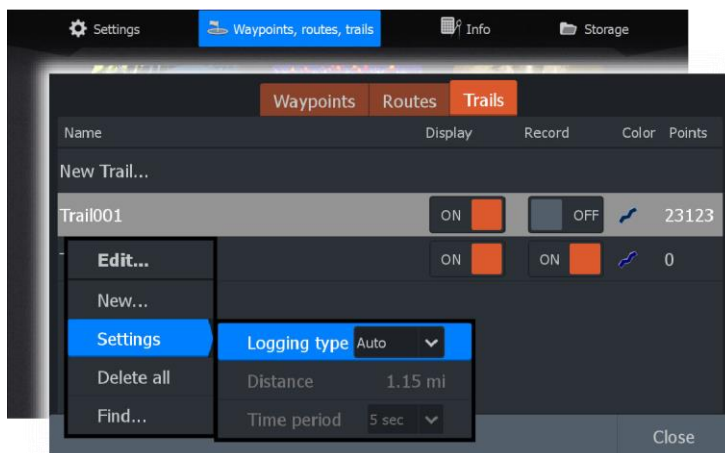 Settings Waypoints, routes, trails Info Storage
Waypoints Routes Trails
Name Display Record Color Points
New Trail...
Trail001 ON OFF 23123
ON ON 0
Edit...
New...
Settings
Delete all
Find...
Logging type Auto
Distance 1.15 mi
Time period 5 sec
Close